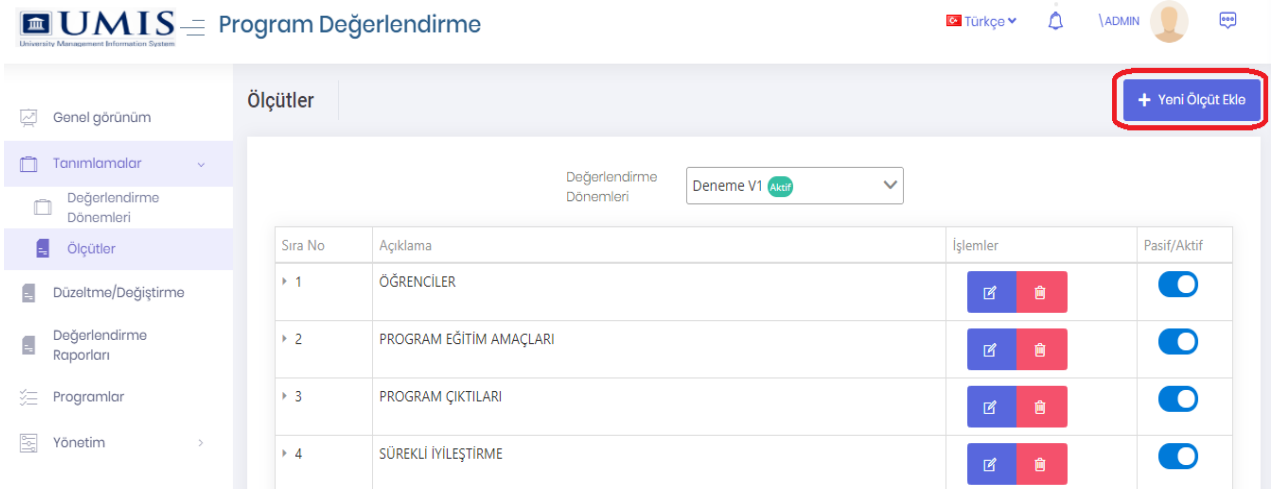 UMIS
University Management Information System
Program Değerlendirme
Türkçe
\ADMIN
Genel görünüm
Tanımlamalar
Değerlendirme
Dönemleri
Ölçütler
Düzeltme/Değiştirme
Değerlendirme
Raporları
Programlar
Yönetim
Ölçütler
+ Yeni Ölçüt Ekle
Değerlendirme
Dönemleri
Deneme V1 Aktif
Sıra No Açıklama İşlemler Pasif/Aktif
1 ÖĞRENCİLER
2 PROGRAM EĞİTİM AMAÇLARI
3 PROGRAM ÇIKTILARI
4 SÜREKLİ İYİLEŞTİRME